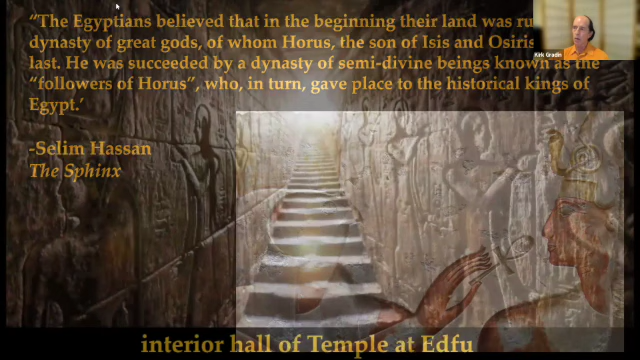 “The Egyptians believed that in the beginning their land was ru
dynasty of great gods, of whom Horus, the son of Isis and Osiris
last. He was succeeded by a dynasty of semi-divine beings known as the
“followers of Horus”, who, in turn, gave place to the historical kings of
Egypt.’
-Selim Hassan
The Sphinx
Kirk Gradin
interior hall of Temple at Edfu